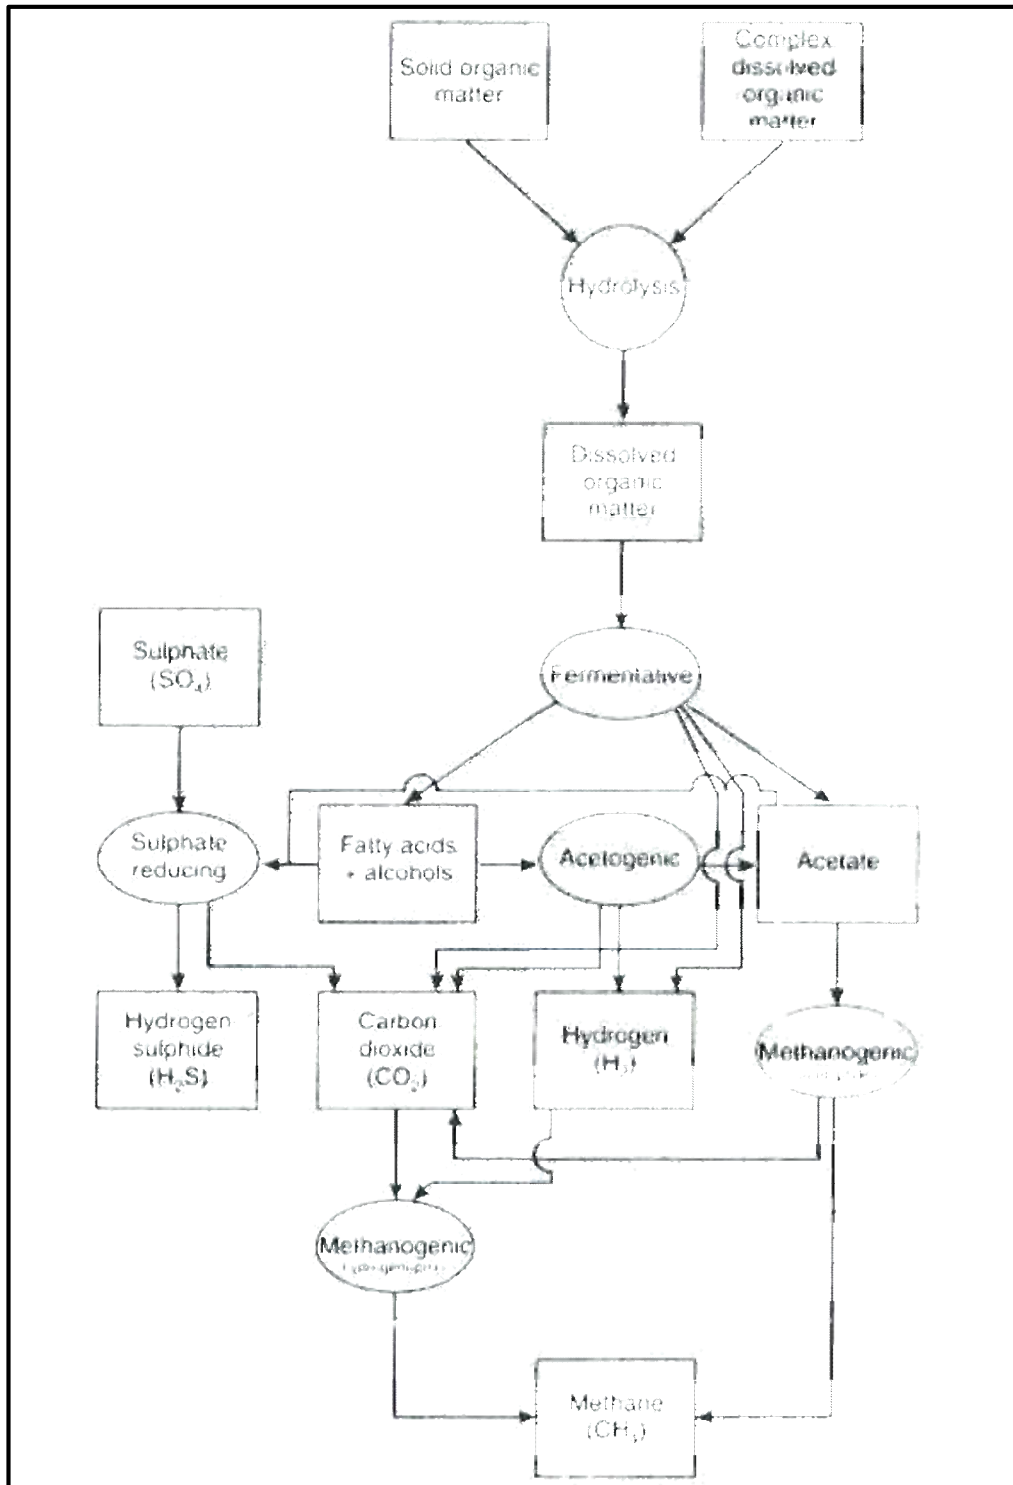 Solid organic
matter
Complex
dissolved
organic
matter
Hydrolysis
Dissolved
organic
matter
Sulphate
(SO₄)
Fermentative
Sulphate
reducing
Fatty acids
+ alcohols
Acetogenic
Acetate
Hydrogen
sulphide
(H₂S)
Carbon
dioxide
(CO₂)
Hydrogen
(H₂)
Methanogenic
Methanogenic
Methane
(CH₄)